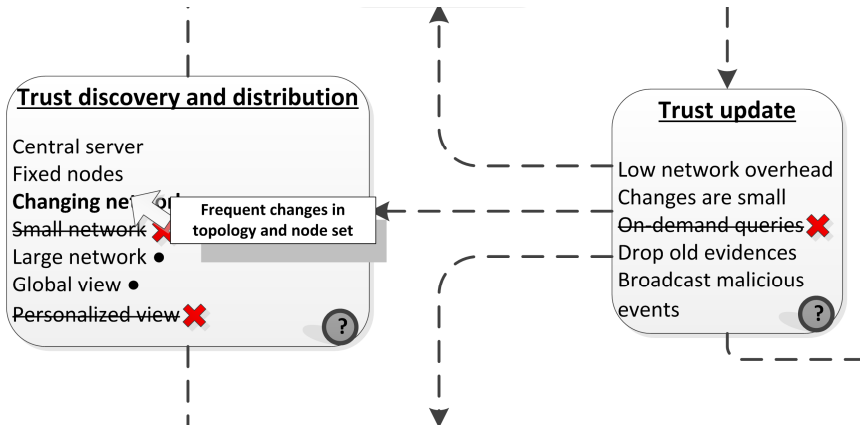 Trust discovery and distribution
Central server
Fixed nodes
Changing
Small network
Large network ●
Global view ●
Personalized view
?
Frequent changes in
topology and node set
Trust update
Low network overhead
Changes are small
On-demand queries
Drop old evidences
Broadcast malicious
events
?